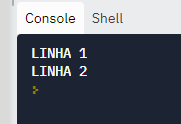 Console Shell
LINHA 1
LINHA 2
>